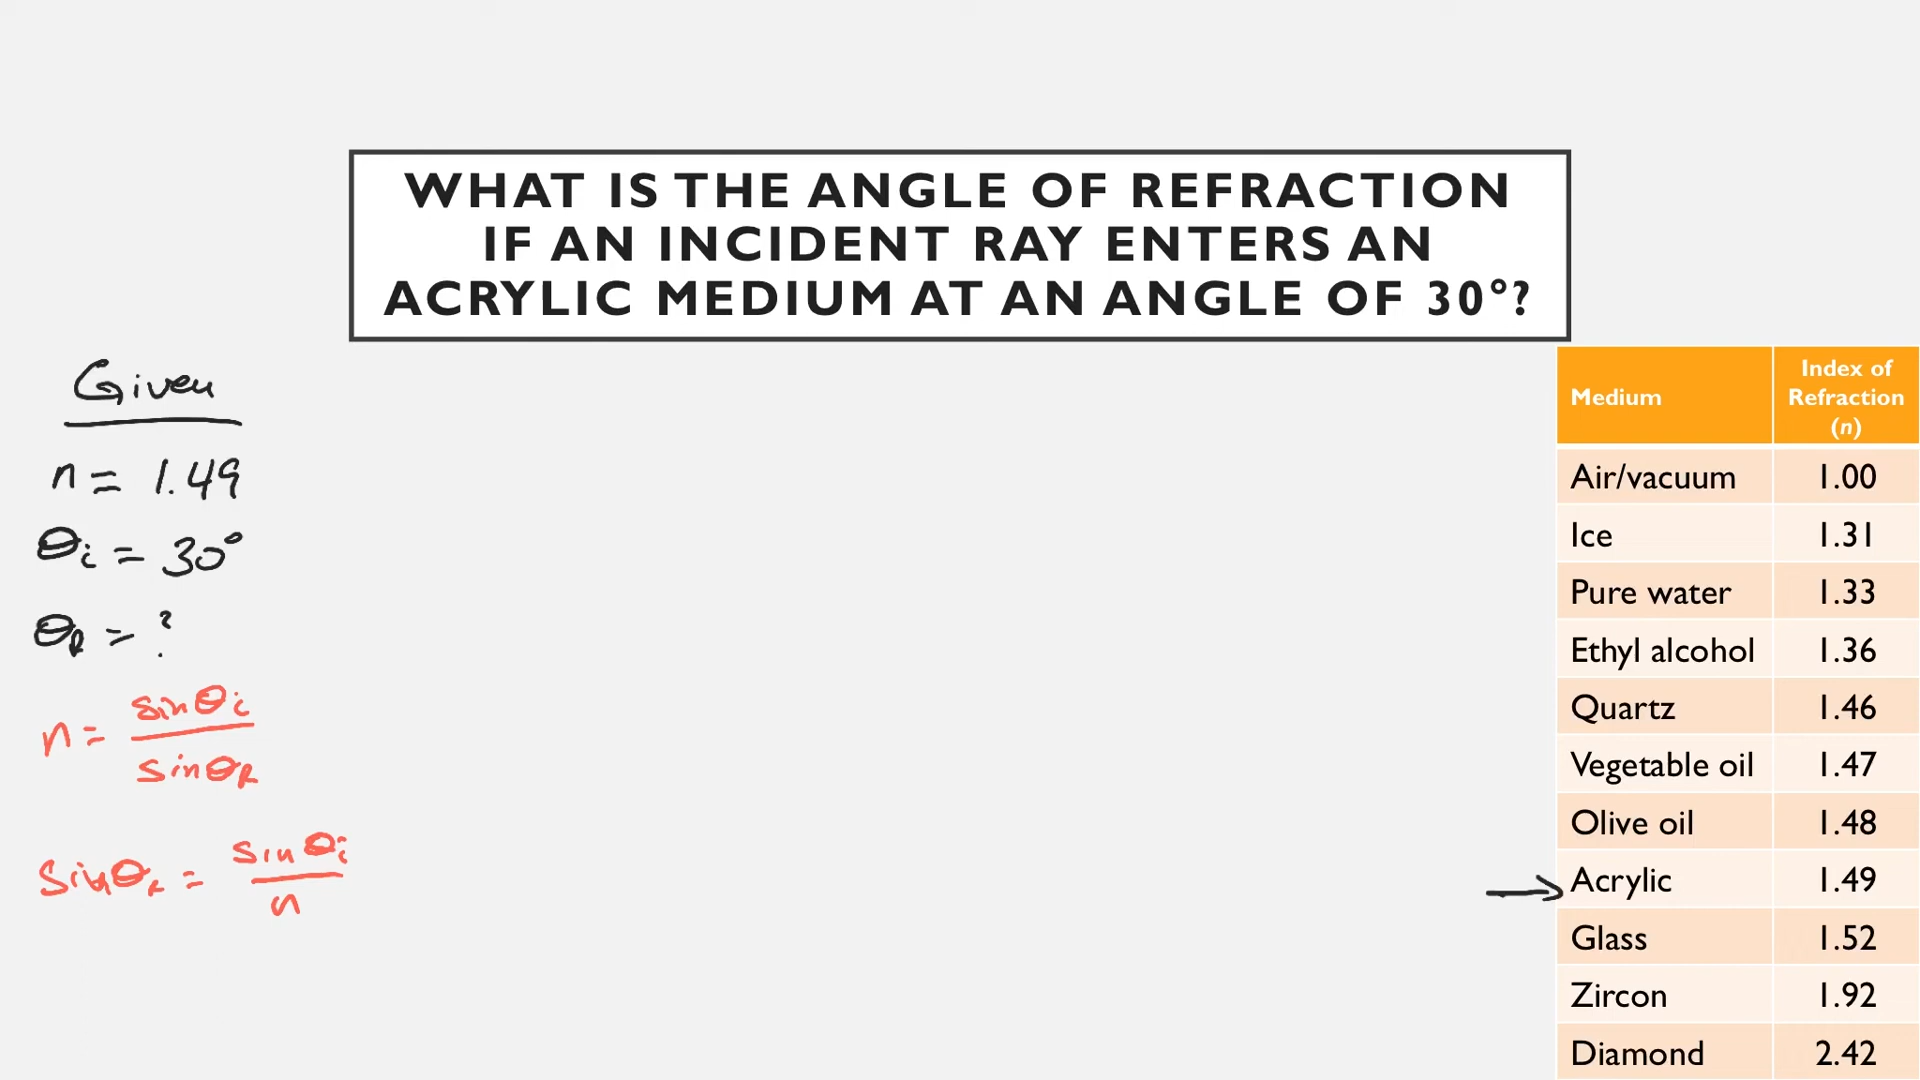 WHAT IS THE ANGLE OF REFRACTION
IF AN INCIDENT RAY ENTERS AN
ACRYLIC MEDIUM AT AN ANGLE OF 30°?
Given
n = 1.49
θi = 30°
θR = ?
n = sinθi / sinθR
sinθR = sinθi / n
Medium Index of Refraction (n)
Air/vacuum 1.00
Ice 1.31
Pure water 1.33
Ethyl alcohol 1.36
Quartz 1.46
Vegetable oil 1.47
Olive oil 1.48
Acrylic 1.49
Glass 1.52
Zircon 1.92
Diamond 2.42